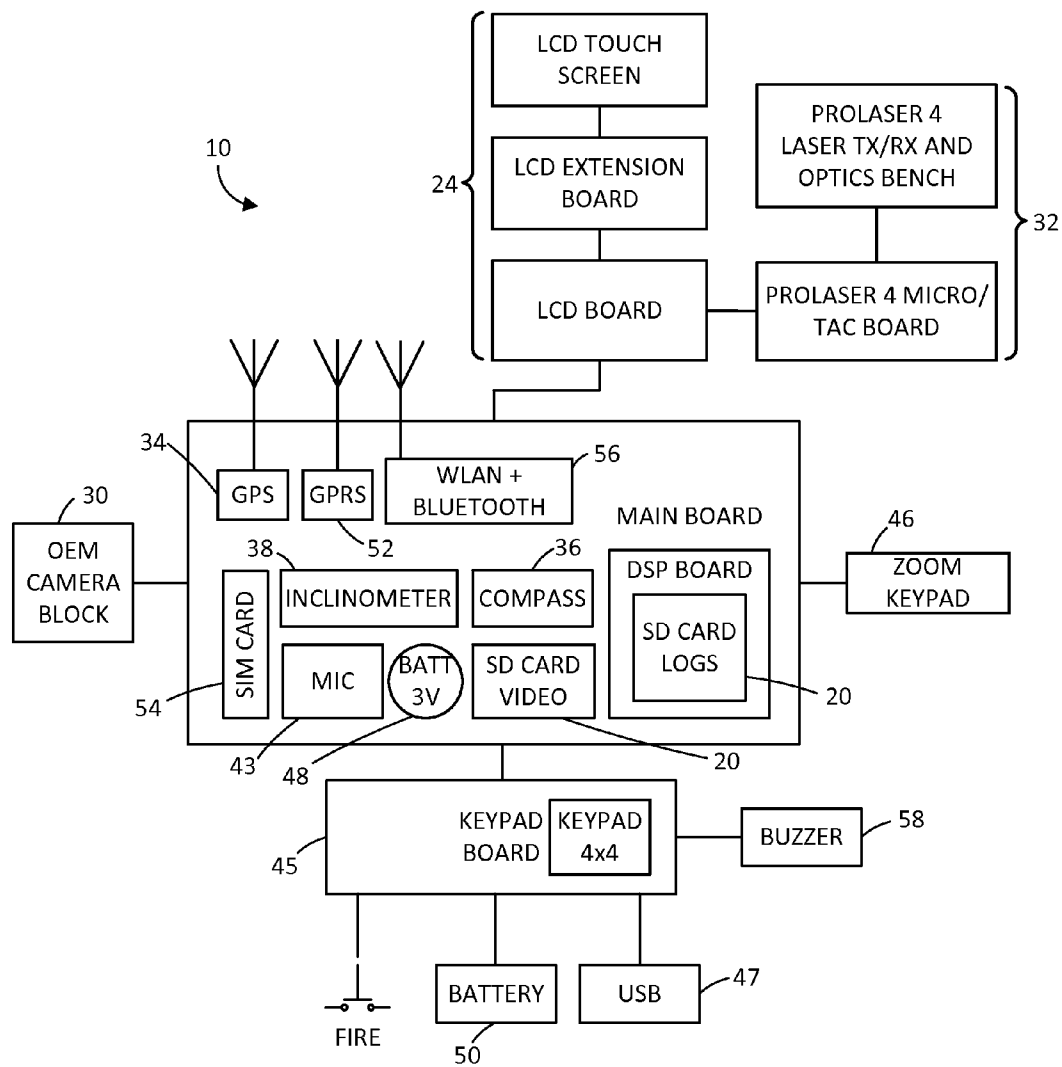 LCD TOUCH
SCREEN
PROLASER 4
LASER TX/RX AND
OPTICS BENCH
10
LCD EXTENSION
BOARD
24
32
LCD BOARD
PROLASER 4 MICRO/
TAC BOARD
34
GPS
GPRS
WLAN +
BLUETOOTH
56
30
OEM
CAMERA
BLOCK
52
MAIN BOARD
38
36
46
ZOOM
KEYPAD
INCLINOMETER
COMPASS
DSP BOARD
SD CARD
LOGS
SIM CARD
MIC
BATT
3V
SD CARD
VIDEO
54
20
43
48
20
KEYPAD
BOARD
KEYPAD
4x4
45
BUZZER
58
BATTERY
USB
47
FIRE
50